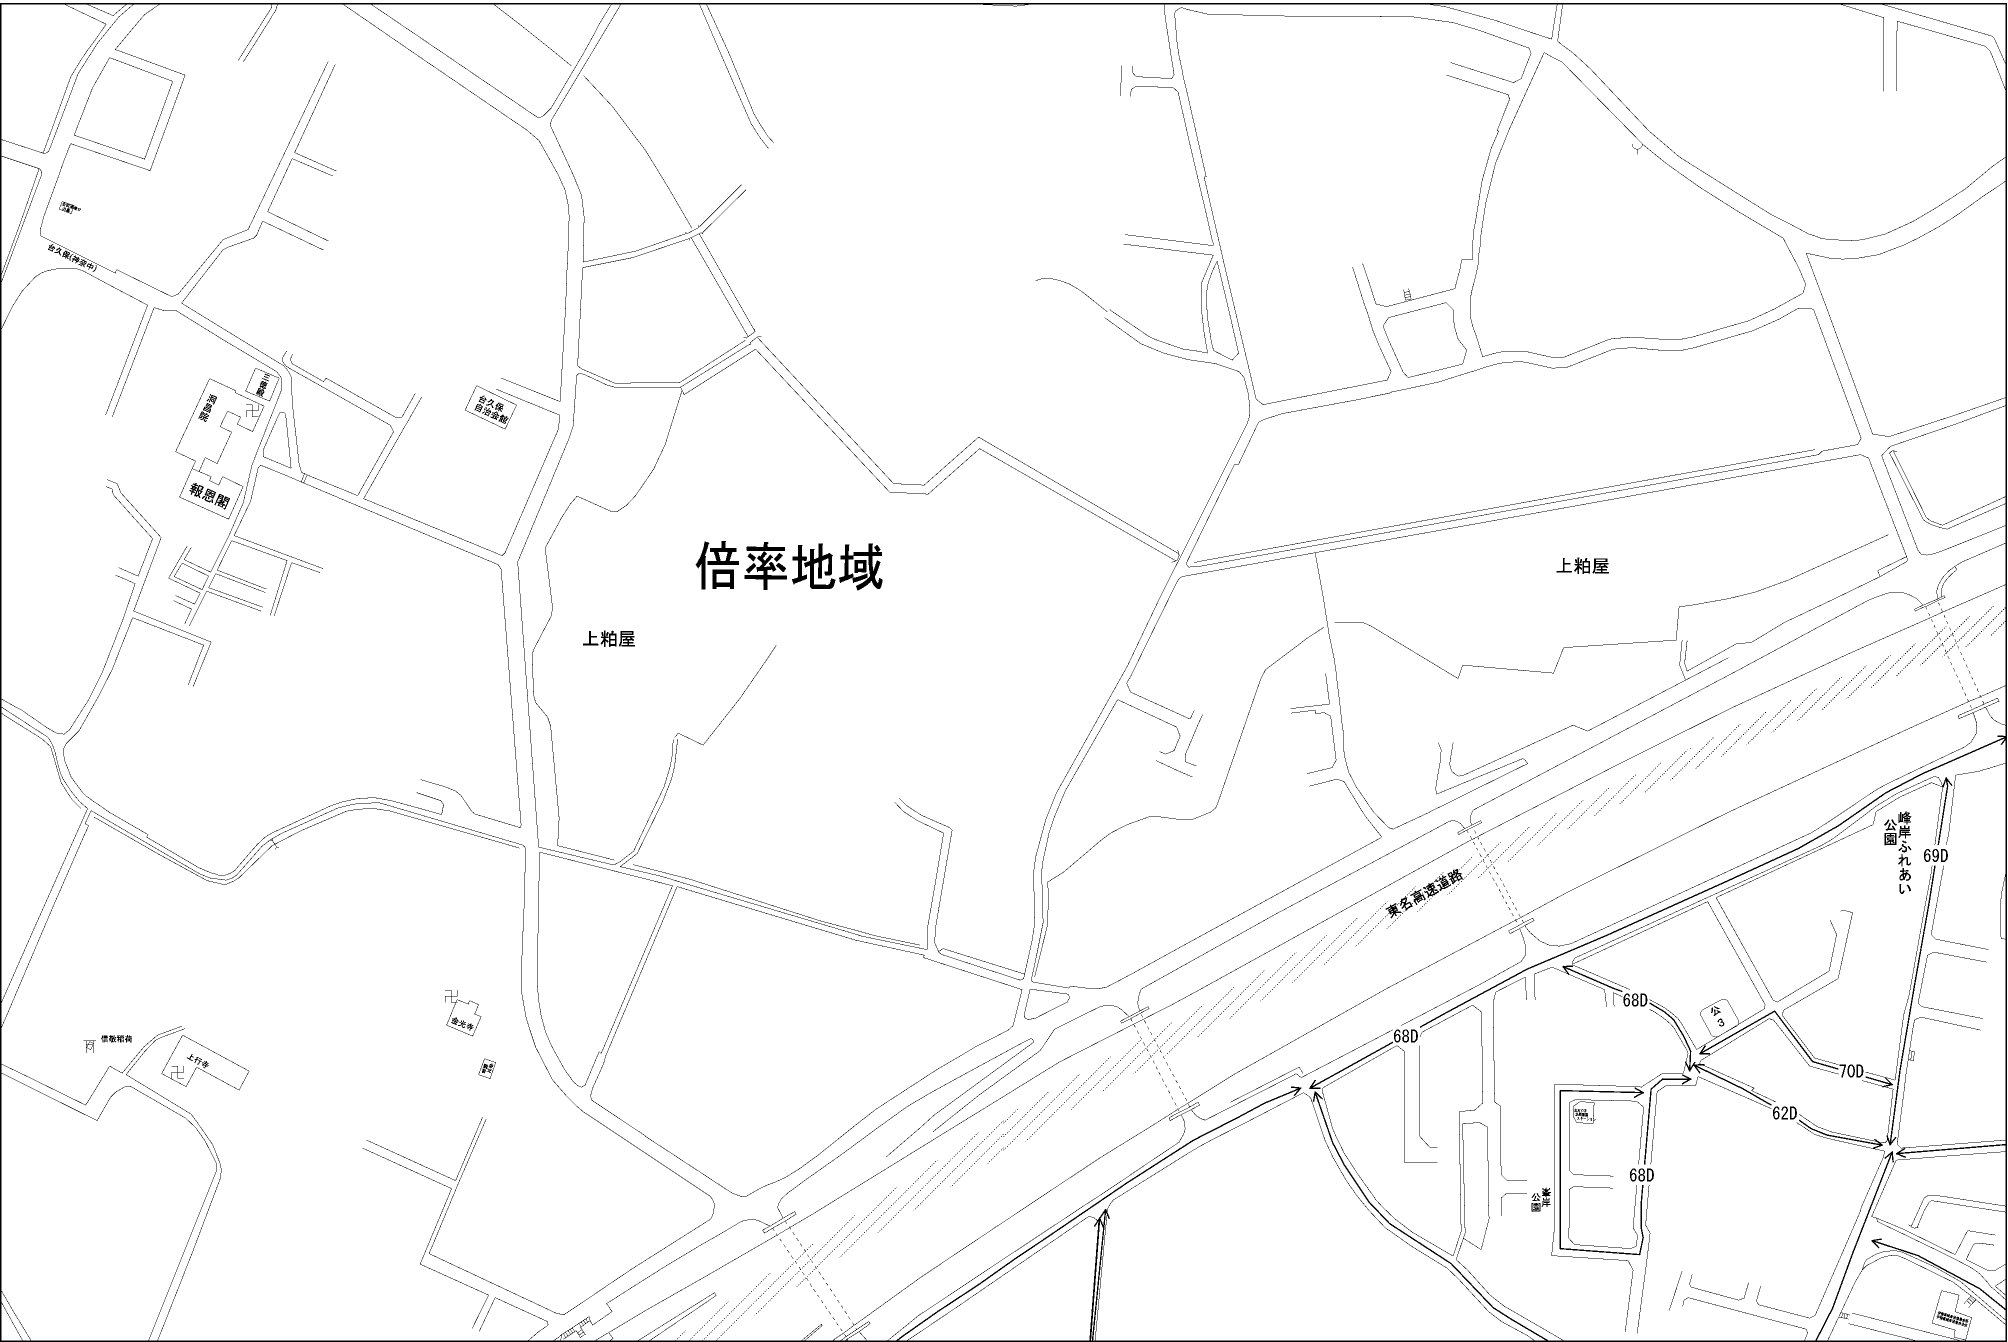 台久保(神奈中)
三徳殿
洞昌院
報恩閣
台久保
自治会館
倍率地域
上粕屋
上粕屋
峰岸ふれあい
公園
69D
東名高速道路
68D
公
3
68D
70D
62D
68D
峯岸
公園
金光寺
上行寺